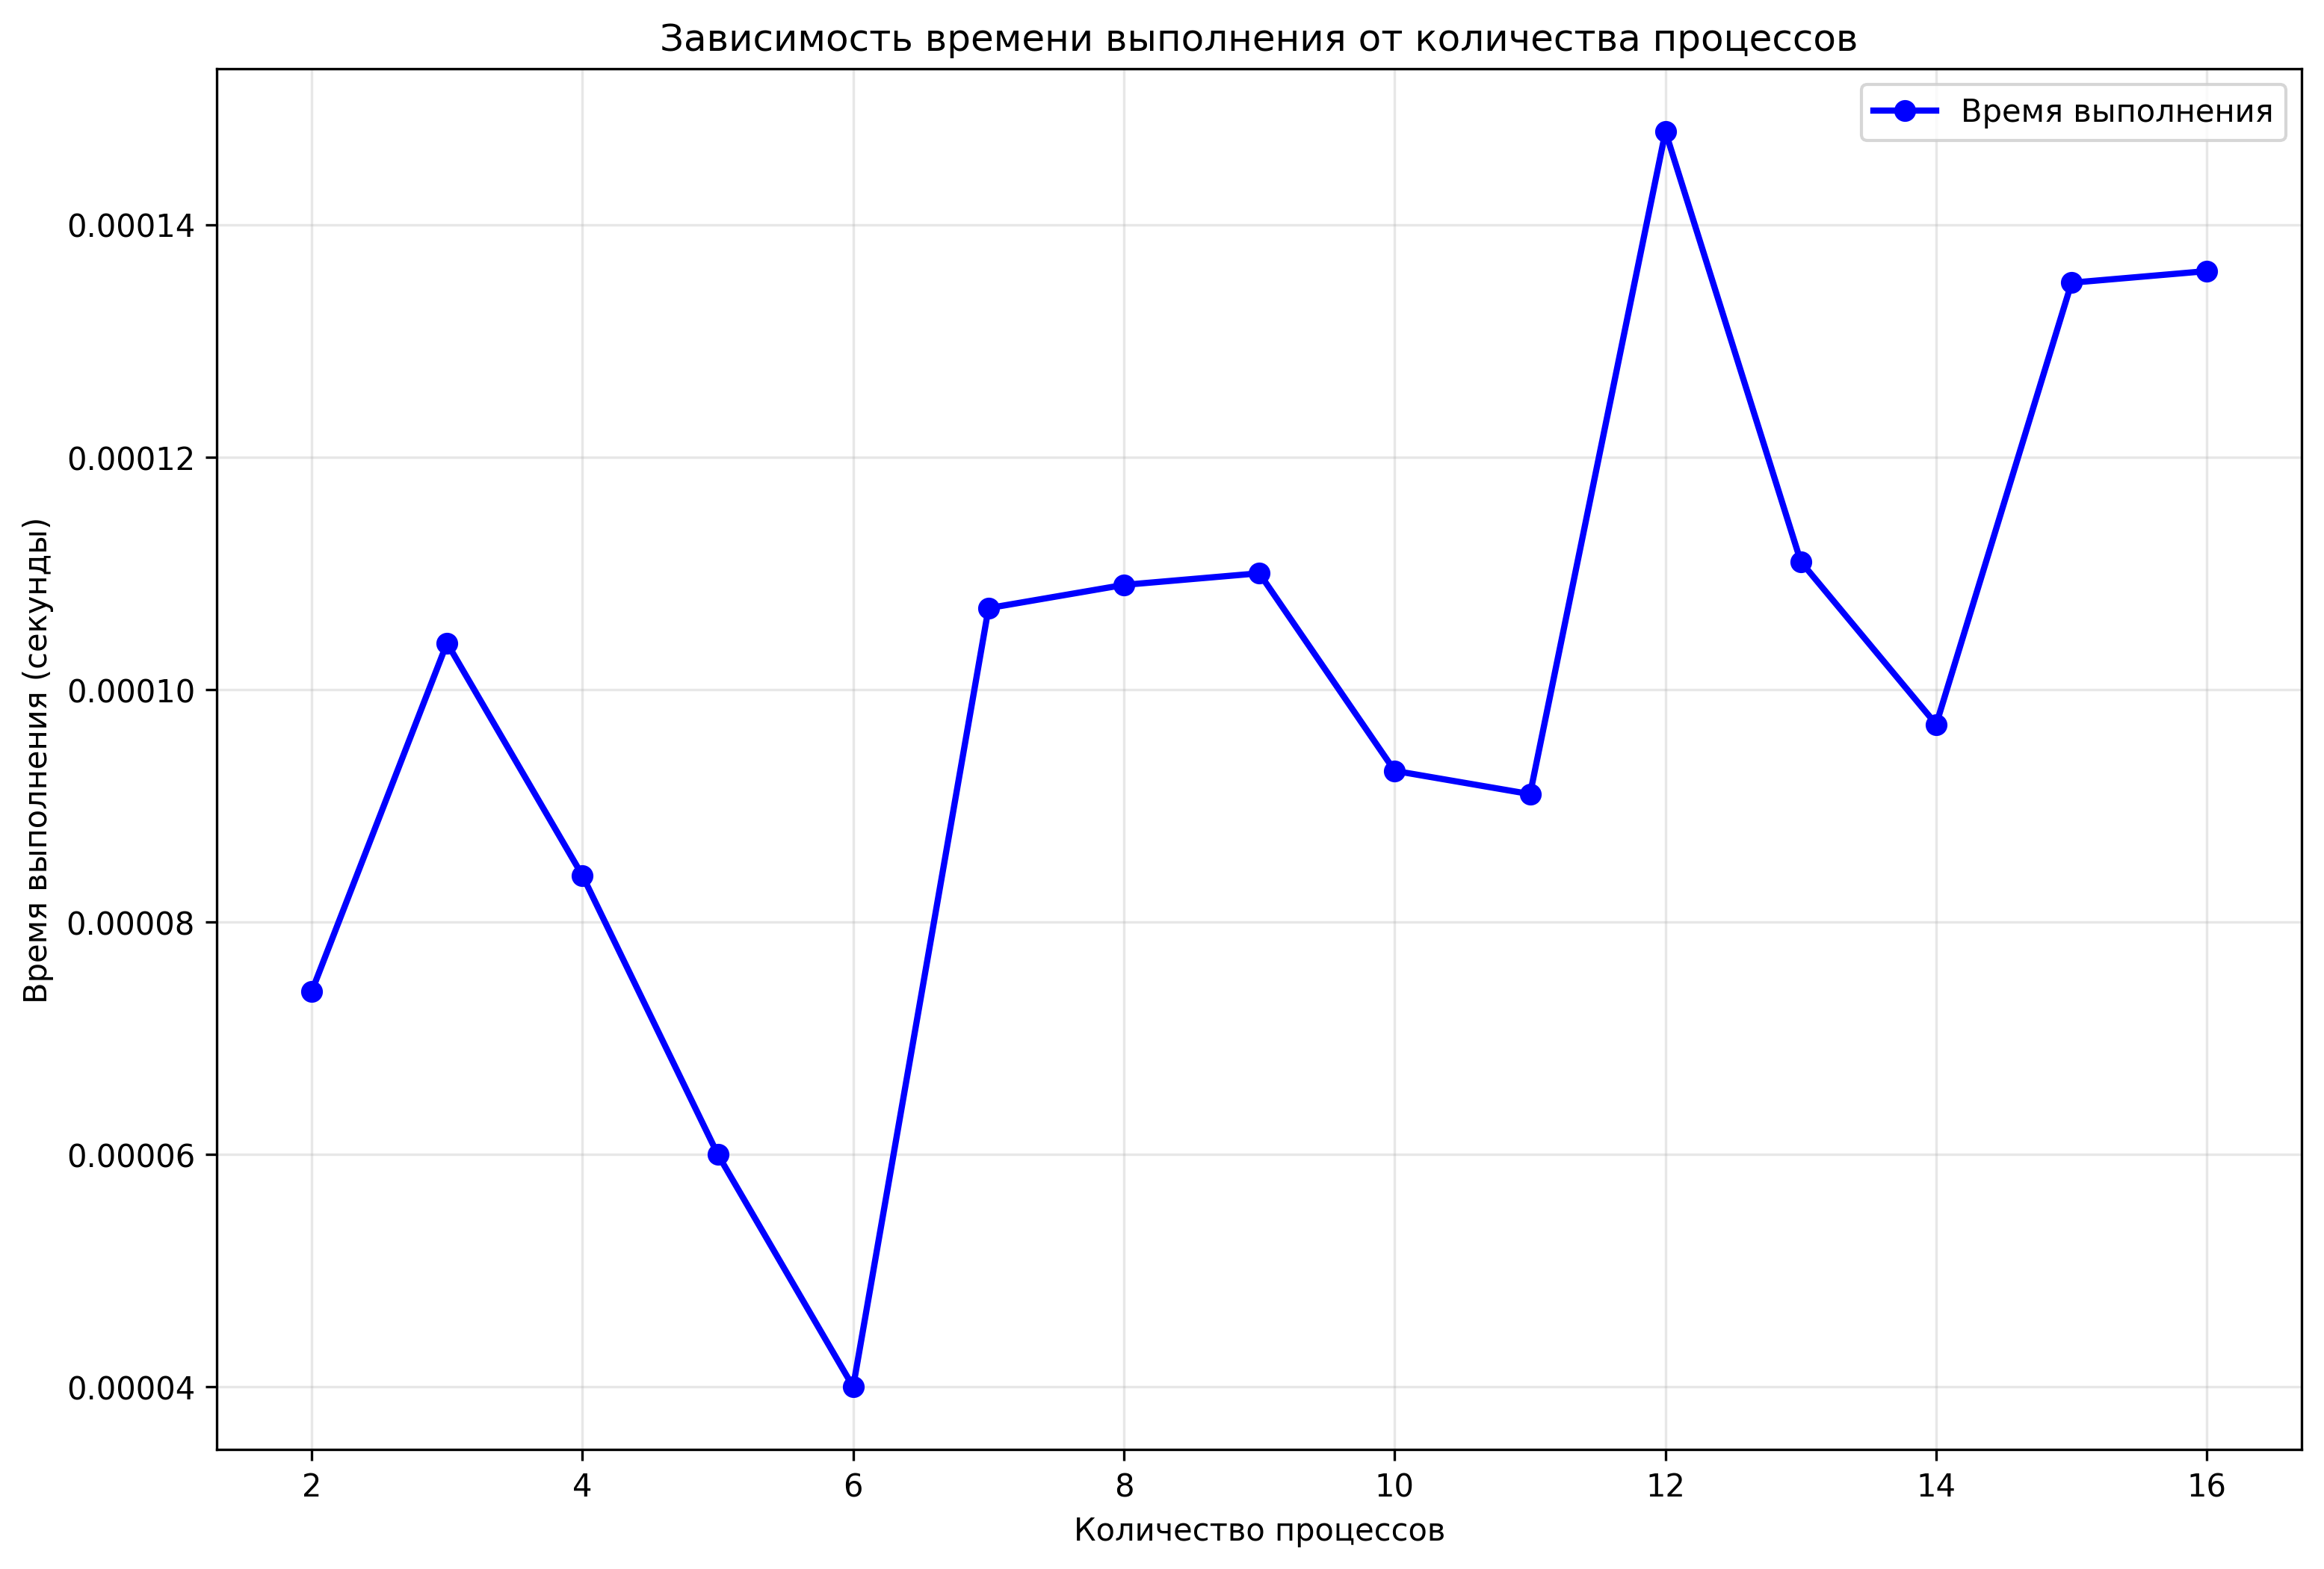 Зависимость времени выполнения от количества процессов
Время выполнения
Время выполнения (секунды)
0.00014
0.00012
0.00010
0.00008
0.00006
0.00004
2 4 6 8 10 12 14 16
Количество процессов